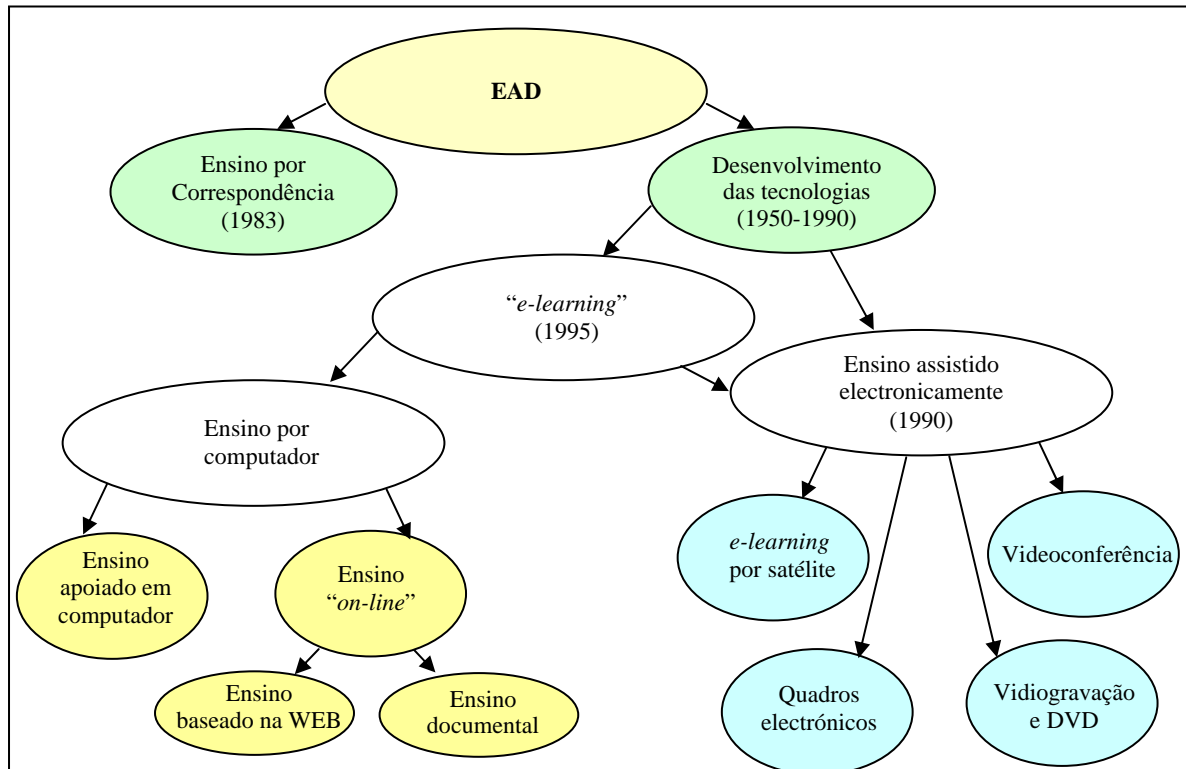 EAD
Ensino por
Correspondência
(1983)
Desenvolvimento
das tecnologias
(1950-1990)
“e-learning”
(1995)
Ensino assistido
electronicamente
(1990)
Ensino por
computador
Ensino
apoiado em
computador
Ensino
“on-line”
e-learning
por satélite
Videoconferência
Ensino
baseado na WEB
Ensino
documental
Quadros
electrónicos
Vidiogravação
e DVD